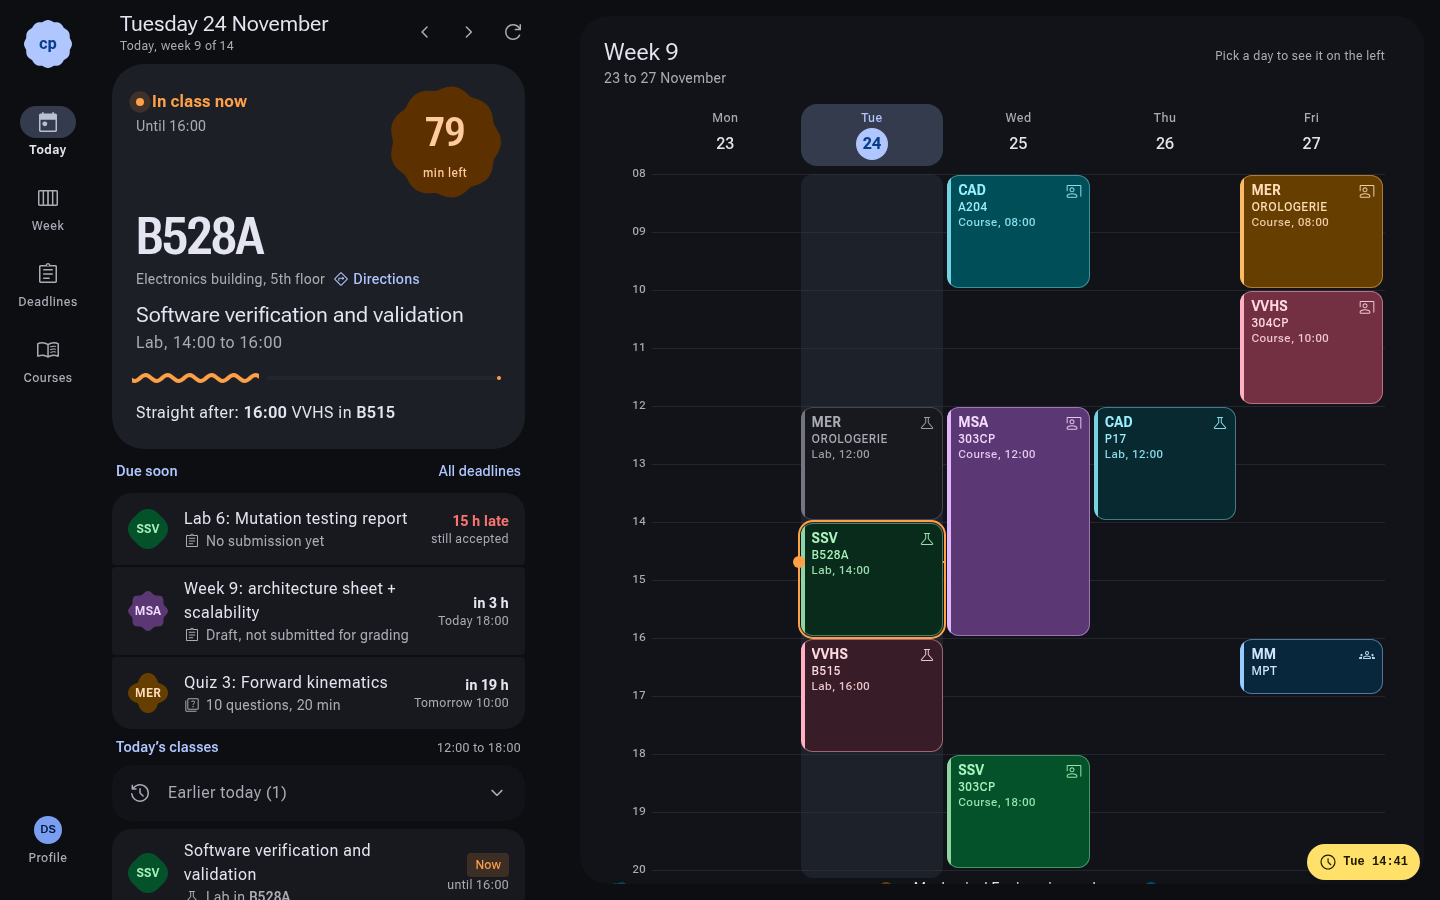 cp
Today
Week
Deadlines
Courses
DS
Profile
Tuesday 24 November
Today, week 9 of 14
In class now
Until 16:00
79
min left
B528A
Electronics building, 5th floor
Directions
Software verification and validation
Lab, 14:00 to 16:00
Straight after: 16:00 VVHS in B515
Due soon
All deadlines
SSV
Lab 6: Mutation testing report
No submission yet
15 h late
still accepted
MSA
Week 9: architecture sheet +
scalability
Draft, not submitted for grading
in 3 h
Today 18:00
MER
Quiz 3: Forward kinematics
10 questions, 20 min
in 19 h
Tomorrow 10:00
Today's classes
12:00 to 18:00
Earlier today (1)
SSV
Software verification and
validation
Lab in B528A
Now
until 16:00
Week 9
23 to 27 November
Pick a day to see it on the left
Mon
23
Tue
24
Wed
25
Thu
26
Fri
27
08
09
10
11
12
13
14
15
16
17
18
19
20
MER
OROLOGERIE
Lab, 12:00
SSV
B528A
Lab, 14:00
VVHS
B515
Lab, 16:00
CAD
A204
Course, 08:00
MSA
303CP
Course, 12:00
SSV
303CP
Course, 18:00
CAD
P17
Lab, 12:00
MER
OROLOGERIE
Course, 08:00
VVHS
304CP
Course, 10:00
MM
MPT
Tue 14:41